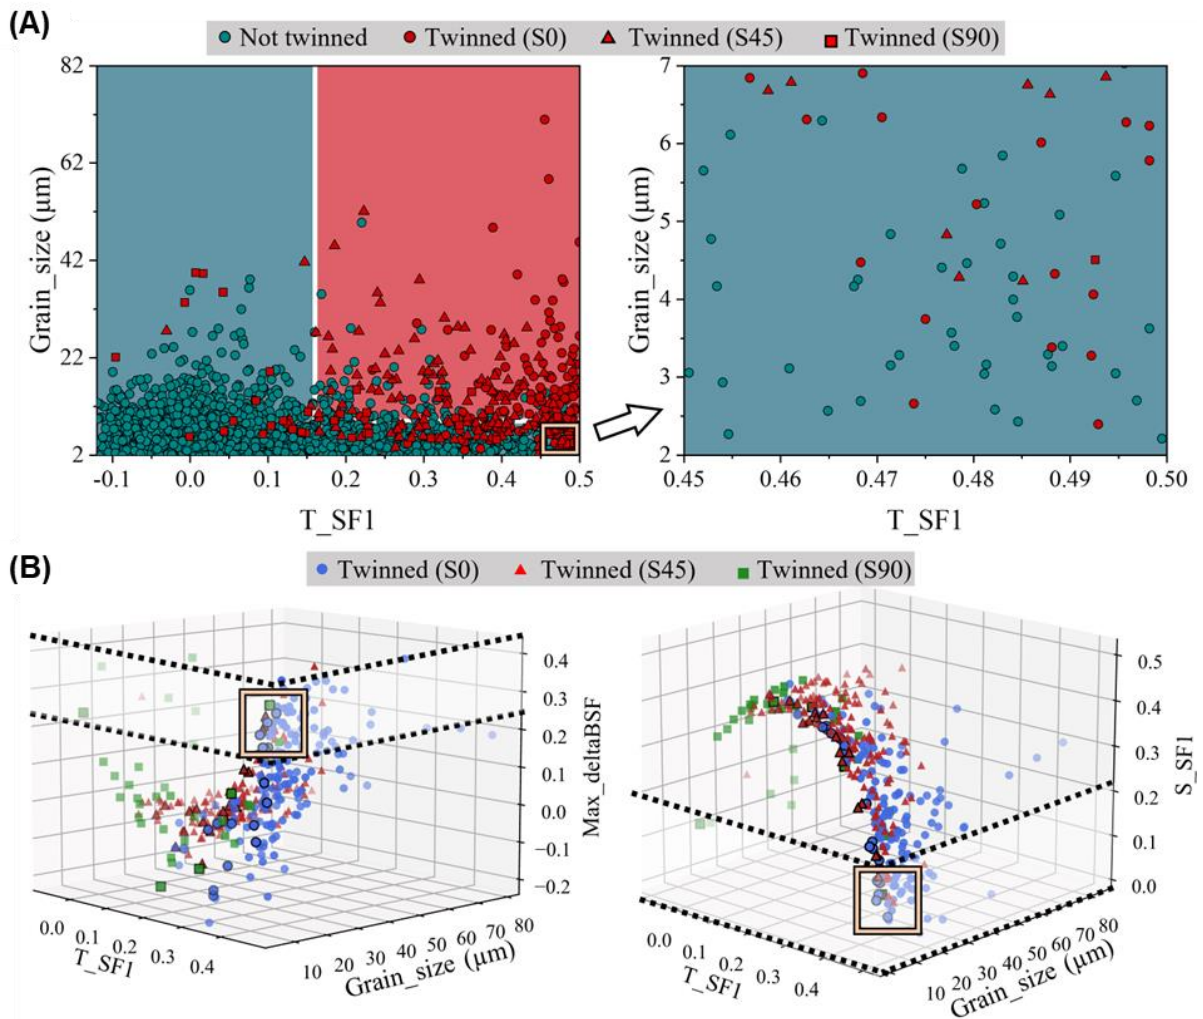 (A)
Not twinned Twinned (S0) Twinned (S45) Twinned (S90)
82
62
42
22
2
Grain_size (μm)
-0.1 0.0 0.1 0.2 0.3 0.4 0.5
T_SF1
7
6
5
4
3
2
Grain_size (μm)
0.45 0.46 0.47 0.48 0.49 0.50
T_SF1
(B)
Twinned (S0) Twinned (S45) Twinned (S90)
0.4
0.3
0.2
0.1
0.0
−0.1
−0.2
Max_deltaBSF
0.0 0.1 0.2 0.3 0.4
T_SF1
10 20 30 40 50 60 70 80
Grain_size (μm)
0.5
0.4
0.3
0.2
0.1
0.0
S_SF1
0.0 0.1 0.2 0.3 0.4
T_SF1
10 20 30 40 50 60 70 80
Grain_size (μm)